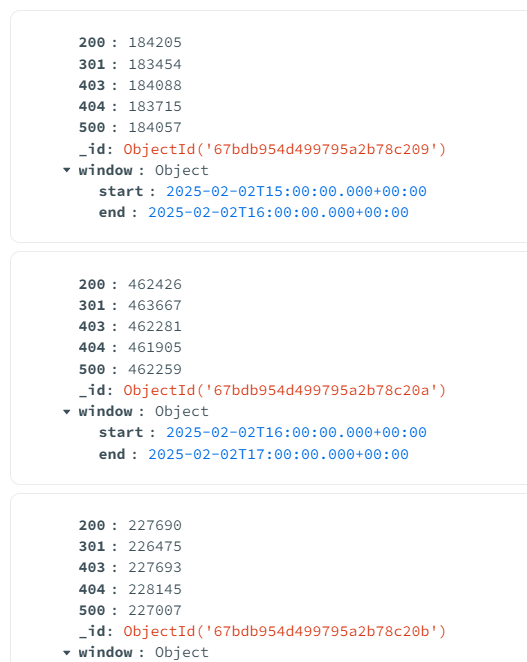 200 : 184205
301 : 183454
403 : 184088
404 : 183715
500 : 184057
_id: ObjectId('67bdb954d499795a2b78c209')
window : Object
start : 2025-02-02T15:00:00.000+00:00
end : 2025-02-02T16:00:00.000+00:00
200 : 462426
301 : 463667
403 : 462281
404 : 461905
500 : 462259
_id: ObjectId('67bdb954d499795a2b78c20a')
window : Object
start : 2025-02-02T16:00:00.000+00:00
end : 2025-02-02T17:00:00.000+00:00
200 : 227690
301 : 226475
403 : 227693
404 : 228145
500 : 227007
_id: ObjectId('67bdb954d499795a2b78c20b')
window : Object